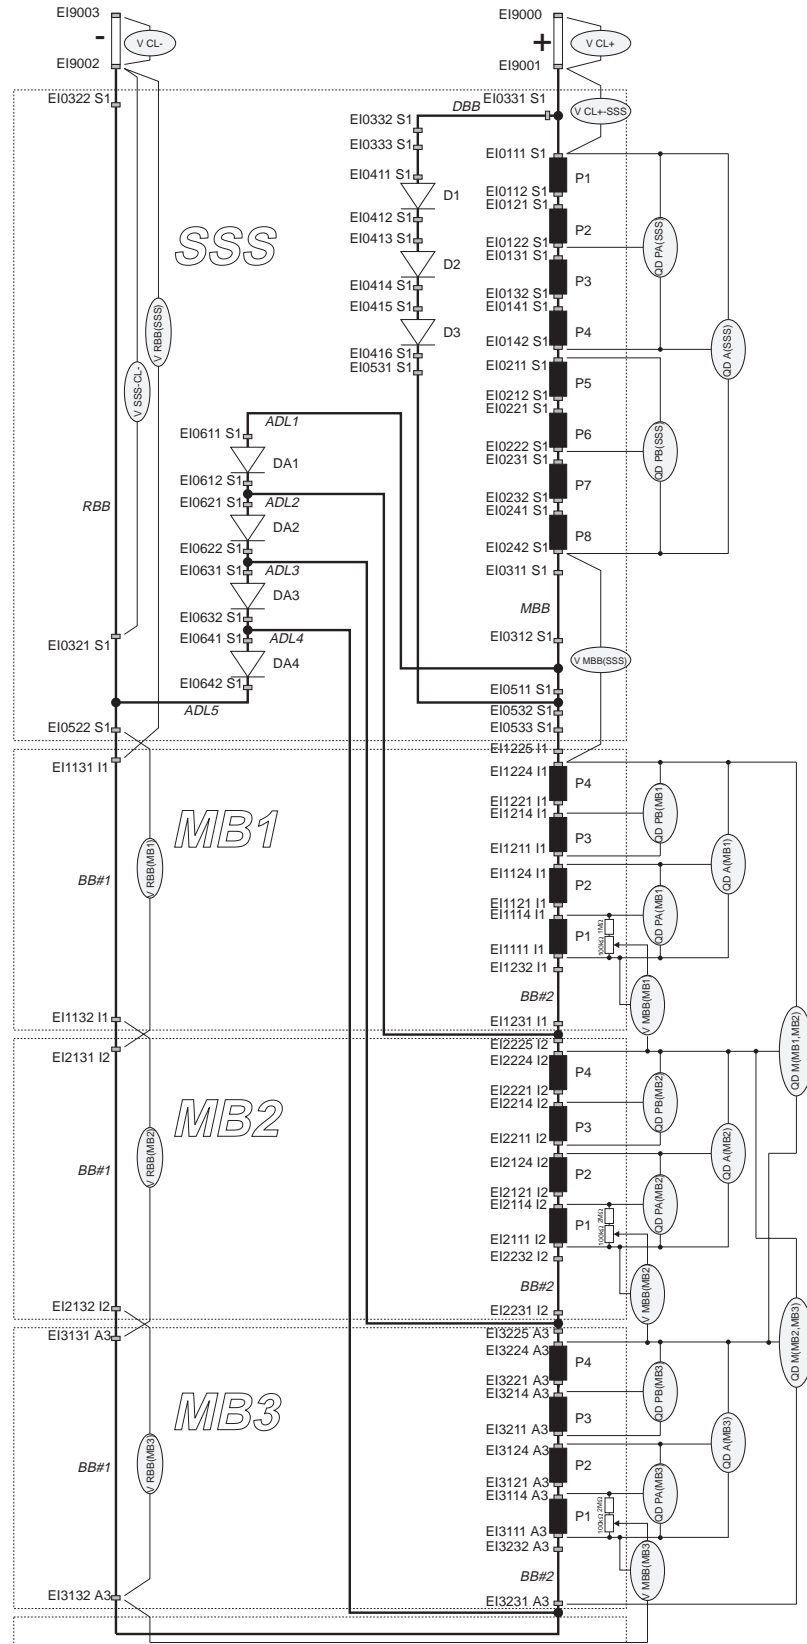 EI9003
-
V CL-
EI9002
EI9000
+
V CL+
EI9001
EI0322 S1
EI0331 S1
DBB
V CL+-SSS
EI0332 S1
EI0333 S1
EI0411 S1
D1
EI0412 S1
EI0413 S1
D2
EI0414 S1
EI0415 S1
D3
EI0416 S1
EI0531 S1
EI0111 S1
P1
EI0112 S1
EI0121 S1
P2
EI0122 S1
EI0131 S1
P3
EI0132 S1
EI0141 S1
P4
EI0142 S1
EI0211 S1
P5
EI0212 S1
EI0221 S1
P6
EI0222 S1
EI0231 S1
P7
EI0232 S1
EI0241 S1
P8
EI0242 S1
EI0311 S1
MBB
EI0312 S1
QD PA(SSS)
QD A(SSS)
QD PB(SSS
V MBB(SSS)
SSS
V RBB(SSS)
V SSS-CL-
RBB
ADL1
EI0611 S1
DA1
EI0612 S1
EI0621 S1
ADL2
DA2
EI0622 S1
EI0631 S1
ADL3
DA3
EI0632 S1
EI0641 S1
ADL4
DA4
EI0642 S1
ADL5
EI0321 S1
EI0522 S1
EI0511 S1
EI0532 S1
EI0533 S1
EI1225 I1
EI1131 I1
MB1
BB#1
V RBB(MB1)
EI1132 I1
EI1224 I1
P4
EI1221 I1
EI1214 I1
P3
EI1211 I1
EI1124 I1
P2
EI1121 I1
EI1114 I1
P1
100kΩ 1MΩ
EI1111 I1
EI1232 I1
BB#2
EI1231 I1
QD PB(MB1
QD A(MB1)
QD PA(MB1
V MBB(MB1
QD M(MB1,MB2)
EI2131 I2
MB2
BB#1
V RBB(MB2)
EI2132 I2
EI2225 I2
EI2224 I2
P4
EI2221 I2
EI2214 I2
P3
EI2211 I2
EI2124 I2
P2
EI2121 I2
EI2114 I2
P1
100kΩ 2MΩ
EI2111 I2
EI2232 I2
BB#2
EI2231 I2
QD PB(MB2
QD A(MB2)
QD PA(MB2
V MBB(MB2
QD M(MB2,MB3)
EI3131 A3
MB3
BB#1
V RBB(MB3
EI3132 A3
EI3225 A3
EI3224 A3
P4
EI3221 A3
EI3214 A3
P3
EI3211 A3
EI3124 A3
P2
EI3121 A3
EI3114 A3
P1
100kΩ 2MΩ
EI3111 A3
EI3232 A3
BB#2
EI3231 A3
QD PB(MB3
QD A(MB3)
QD PA(MB3
V MBB(MB3